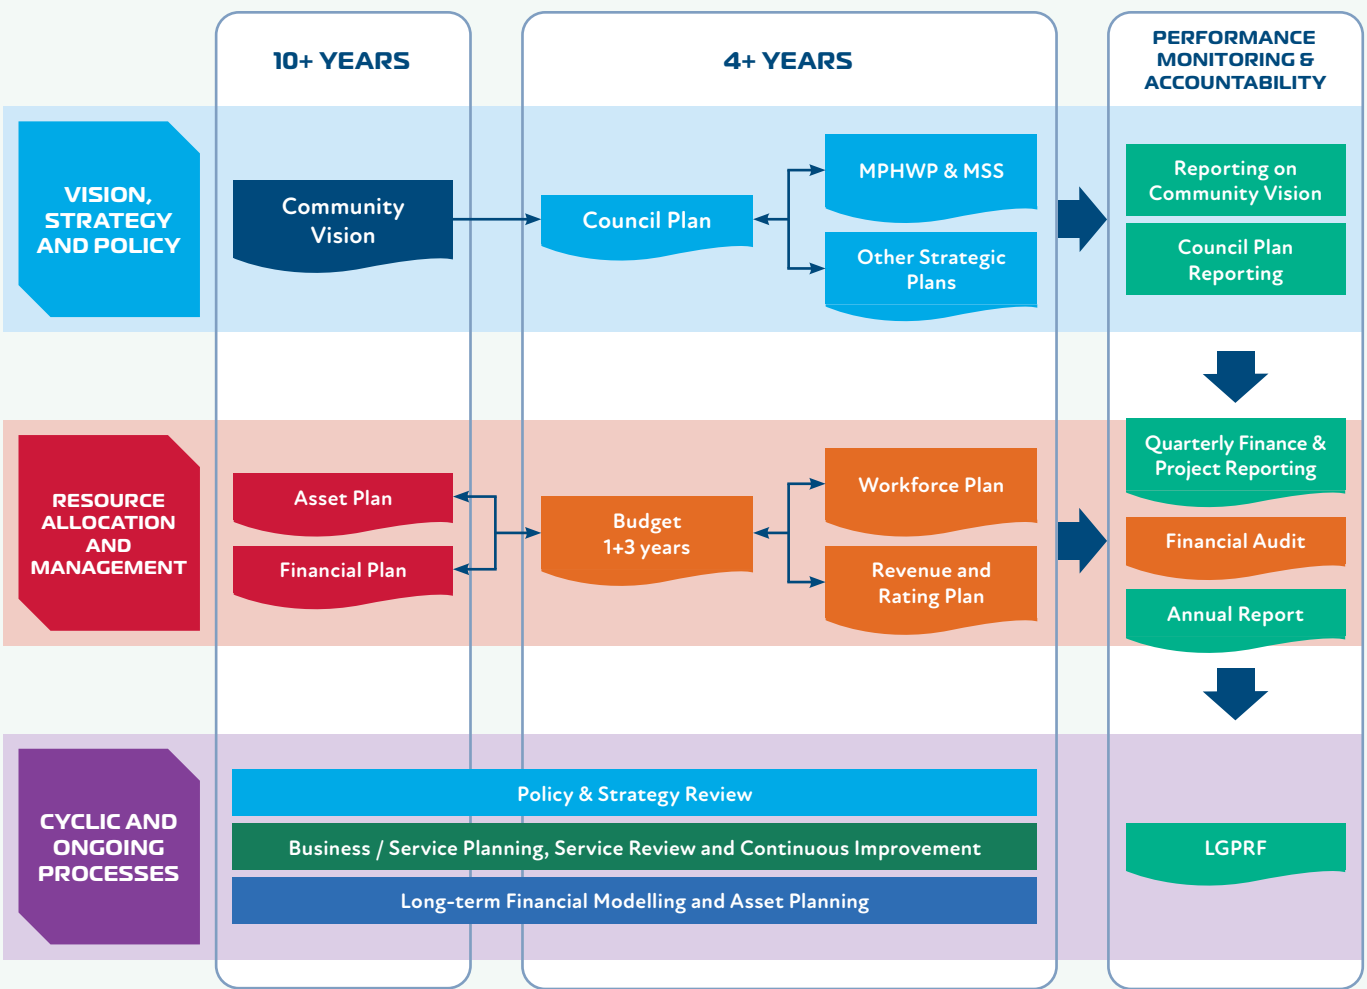 10+ YEARS
4+ YEARS
PERFORMANCE
MONITORING &
ACCOUNTABILITY
VISION,
STRATEGY
AND POLICY
Community
Vision
Council Plan
MPHWP & MSS
Other Strategic
Plans
Reporting on
Community Vision
Council Plan
Reporting
RESOURCE
ALLOCATION
AND
MANAGEMENT
Asset Plan
Financial Plan
Budget
1+3 years
Workforce Plan
Revenue and
Rating Plan
Quarterly Finance &
Project Reporting
Financial Audit
Annual Report
CYCLIC AND
ONGOING
PROCESSES
Policy & Strategy Review
Business / Service Planning, Service Review and Continuous Improvement
Long-term Financial Modelling and Asset Planning
LGPRF